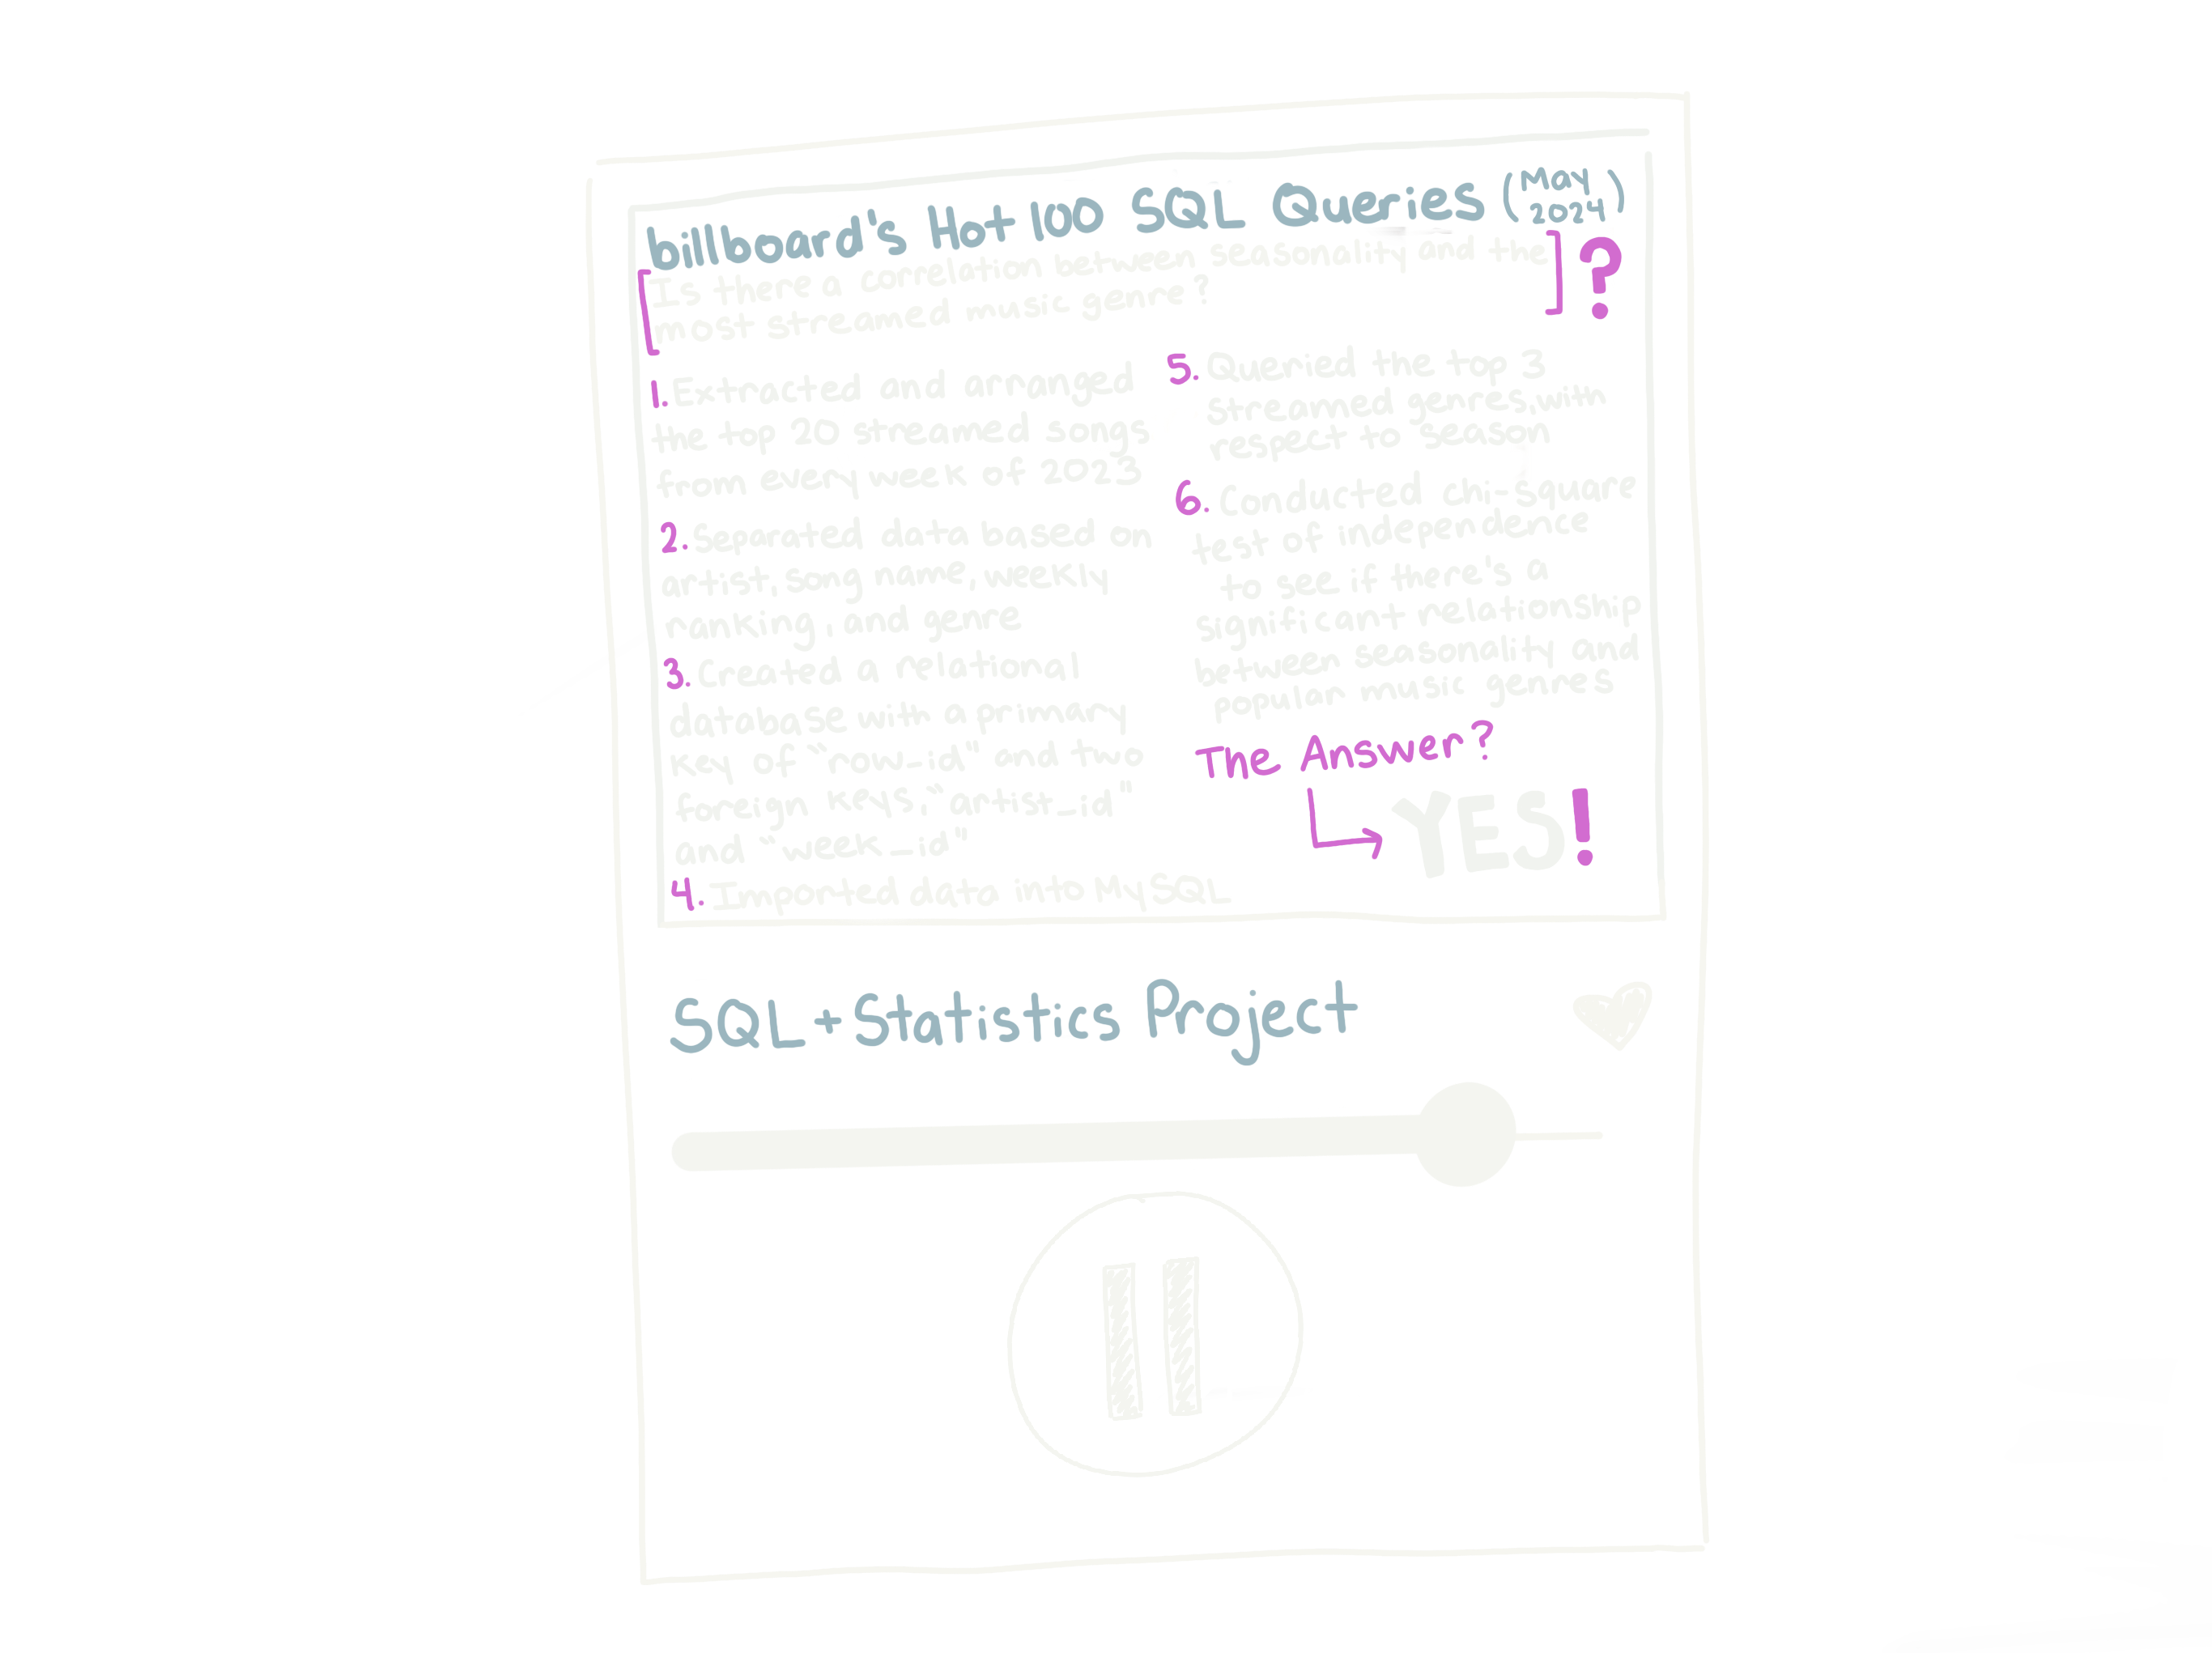 billboard's Hot 100 SQL Queries (May, 2024)
[Is there a correlation between seasonality and the
most streamed music genre?] ?
1. Extracted and arranged
the top 20 streamed songs
from every week of 2023
2. Separated data based on
artist, song name, weekly
ranking, and genre
3. Created a relational
database with a primary
key of "row_id" and two
foreign keys: "artist_id"
and "week_id"
4. Imported data into MySQL
5. Queried the top 3
streamed genres, with
respect to season
6. Conducted chi-square
test of independence
to see if there's a
significant relationship
between seasonality and
popular music genres
The Answer?
YES!
SQL + Statistics Project